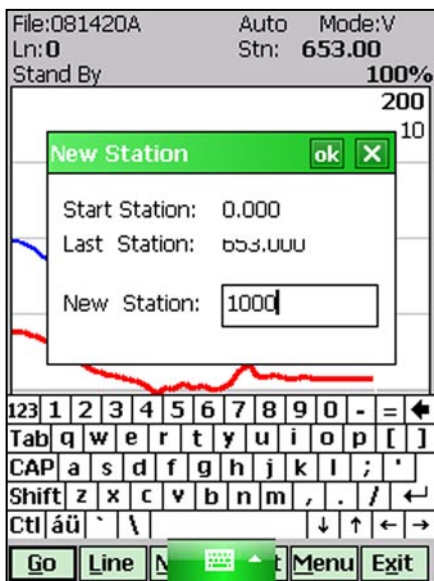 File:081420A Auto Mode:V
Ln:0 Stn: 653.00
Stand By 100%
200
10
New Station ok X
Start Station: 0.000
Last Station: 653.000
New Station: 1000
123 1 2 3 4 5 6 7 8 9 0 - = 🡄
Tab q w e r t y u i o p [ ]
CAP a s d f g h j k l ; '
Shift z x c v b n m , . / ↵
Ctl áü ` \ ↓ ↑ ← →
Go Line Menu Exit